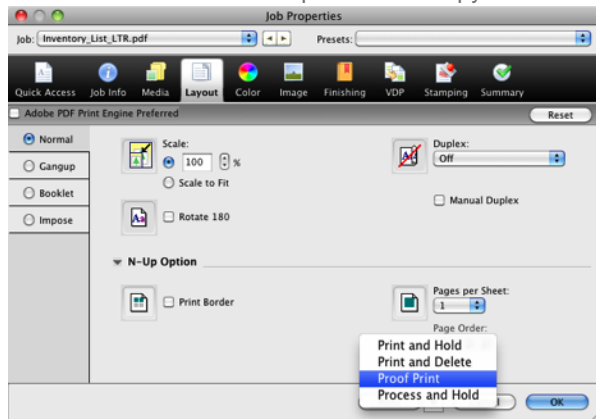 Job Properties
Job: Inventory_List_LTR.pdf Presets:
Quick Access Job Info Media Layout Color Image Finishing VDP Stamping Summary
Adobe PDF Print Engine Preferred Reset
Normal
Gangup
Booklet
Impose
Scale:
100 %
Scale to Fit
Rotate 180
Duplex:
Off
Manual Duplex
N-Up Option
Print Border
Pages per Sheet:
1
Page Order:
Print and Hold
Print and Delete
Proof Print
Process and Hold
OK